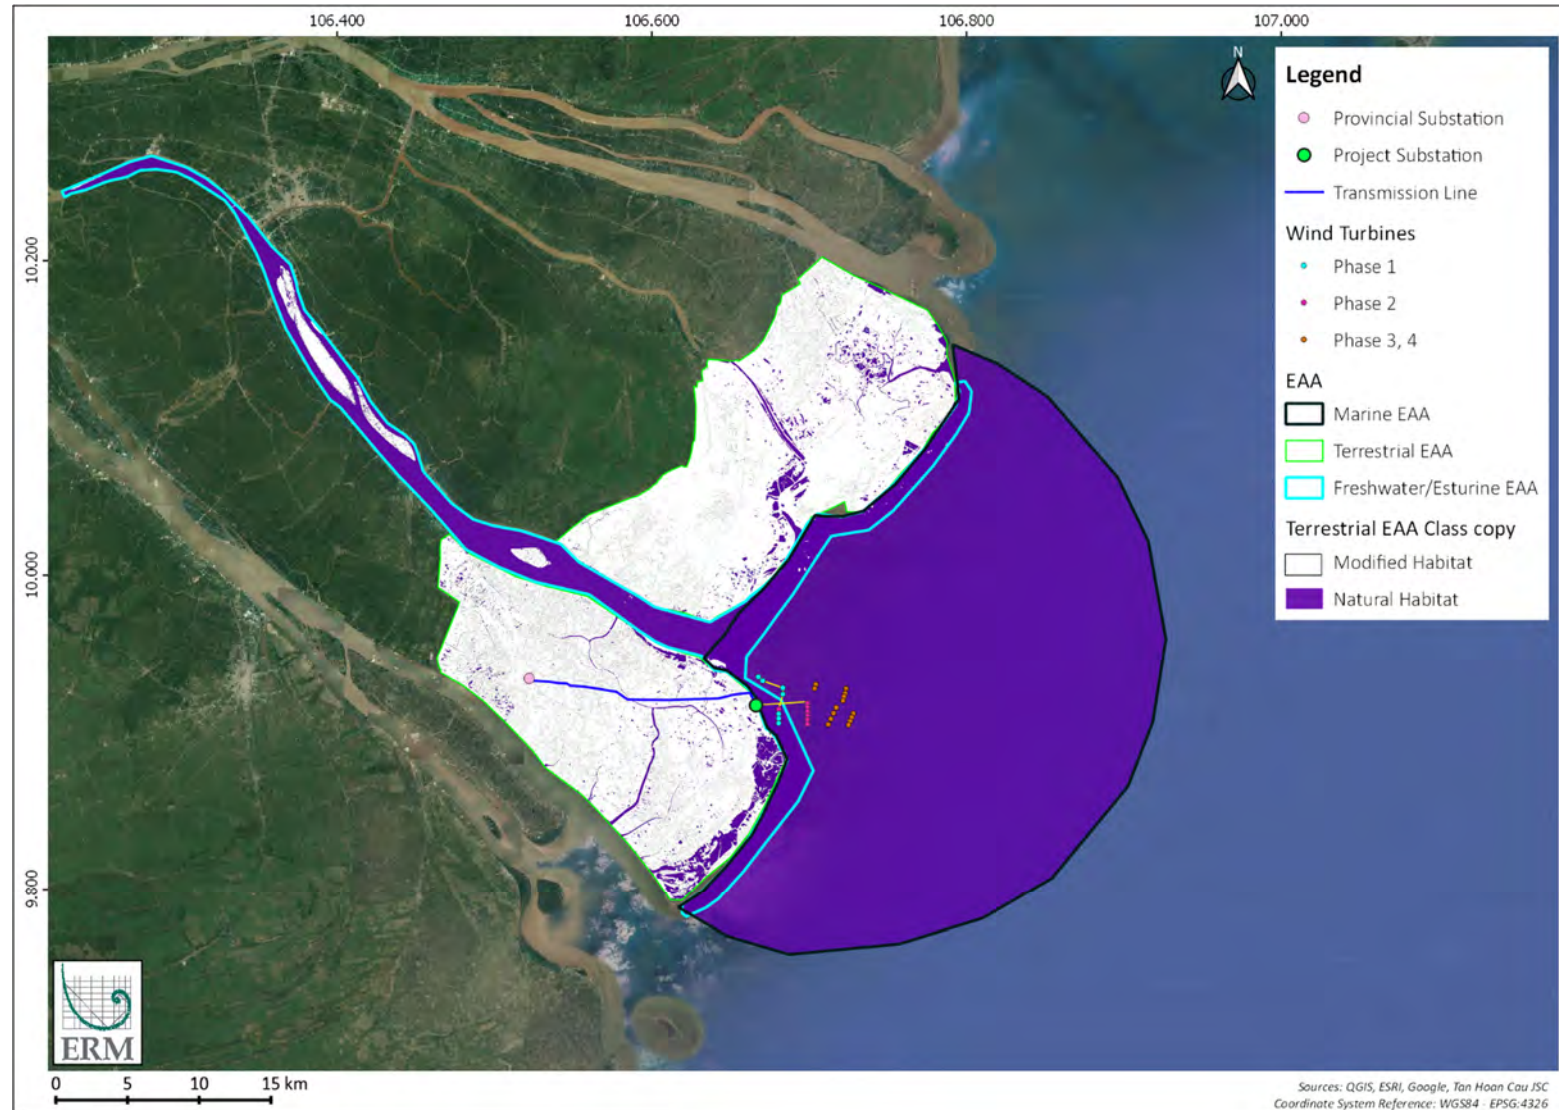 106.400 106.600 106.800 107.000
N
Legend
Provincial Substation
Project Substation
Transmission Line
Wind Turbines
Phase 1
Phase 2
Phase 3, 4
EAA
Marine EAA
Terrestrial EAA
Freshwater/Esturine EAA
Terrestrial EAA Class copy
Modified Habitat
Natural Habitat
10.200
10.000
9.800
ERM
0 5 10 15 km
Sources: QGIS, ESRI, Google, Tan Hoan Cau JSC
Coordinate System Reference: WGS84 - EPSG:4326